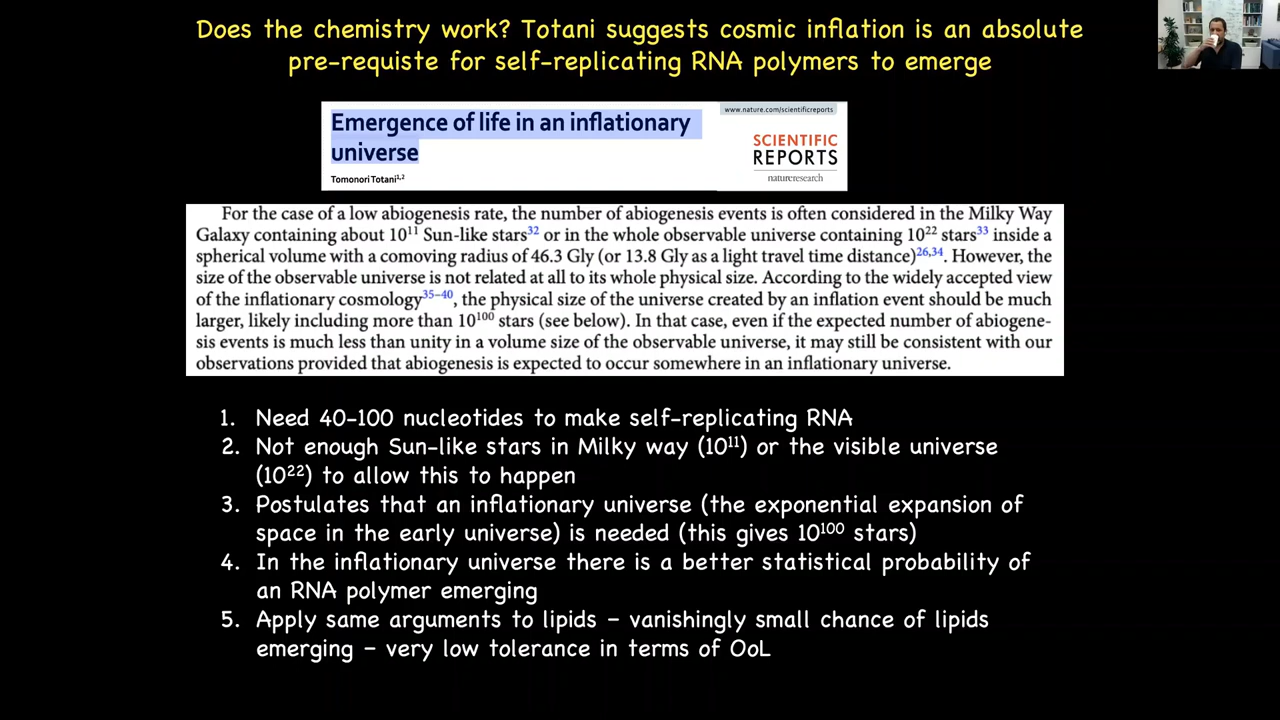 Does the chemistry work? Totani suggests cosmic inflation is an absolute
pre-requiste for self-replicating RNA polymers to emerge
www.nature.com/scientificreports
Emergence of life in an inflationary
universe
SCIENTIFIC
REPORTS
natureresearch
Tomonori Totani1,2
For the case of a low abiogenesis rate, the number of abiogenesis events is often considered in the Milky Way
Galaxy containing about 10¹¹ Sun-like stars³² or in the whole observable universe containing 10²² stars³³ inside a
spherical volume with a comoving radius of 46.3 Gly (or 13.8 Gly as a light travel time distance)²⁶,³⁴. However, the
size of the observable universe is not related at all to its whole physical size. According to the widely accepted view
of the inflationary cosmology³⁵⁻⁴⁰, the physical size of the universe created by an inflation event should be much
larger, likely including more than 10¹⁰⁰ stars (see below). In that case, even if the expected number of abiogene-
sis events is much less than unity in a volume size of the observable universe, it may still be consistent with our
observations provided that abiogenesis is expected to occur somewhere in an inflationary universe.
1. Need 40-100 nucleotides to make self-replicating RNA
2. Not enough Sun-like stars in Milky way (10¹¹) or the visible universe
(10²²) to allow this to happen
3. Postulates that an inflationary universe (the exponential expansion of
space in the early universe) is needed (this gives 10¹⁰⁰ stars)
4. In the inflationary universe there is a better statistical probability of
an RNA polymer emerging
5. Apply same arguments to lipids – vanishingly small chance of lipids
emerging – very low tolerance in terms of OoL